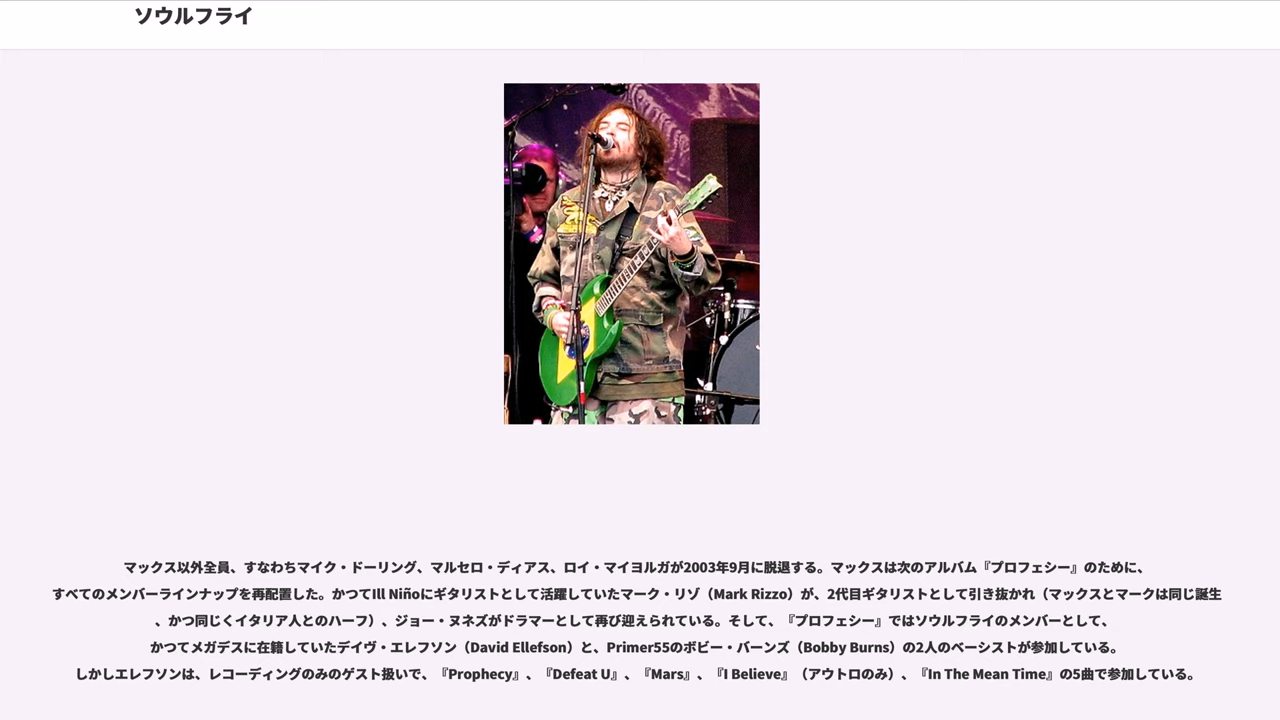 ソウルフライ
マックス以外全員、すなわちマイク・ドーリング、マルセロ・ディアス、ロイ・マイヨルガが2003年9月に脱退する。マックスは次のアルバム『プロフェシー』のために、
すべてのメンバーラインナップを再配置した。かつてIll Niñoにギタリストとして活躍していたマーク・リゾ（Mark Rizzo）が、2代目ギタリストとして引き抜かれ（マックスとマークは同じ誕生
、かつ同じくイタリア人とのハーフ）、ジョー・ヌネズがドラマーとして再び迎えられている。そして、『プロフェシー』ではソウルフライのメンバーとして、
かつてメガデスに在籍していたデイヴ・エレフソン（David Ellefson）と、Primer55のボビー・バーンズ（Bobby Burns）の2人のベーシストが参加している。
しかしエレフソンは、レコーディングのみのゲスト扱いで、『Prophecy』、『Defeat U』、『Mars』、『I Believe』（アウトロのみ）、『In The Mean Time』の5曲で参加している。